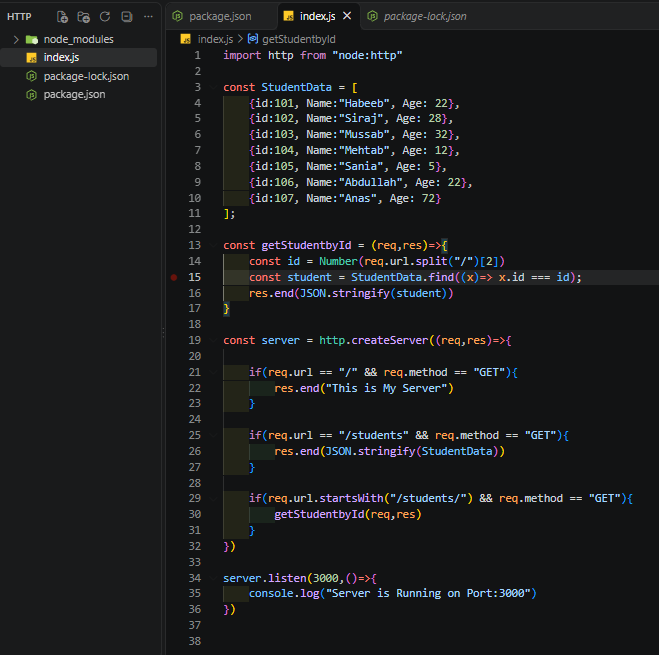 HTTP
node_modules
index.js
package-lock.json
package.json
package.json index.js package-lock.json
index.js > getStudentbyId
1 import http from "node:http"
2
3 const StudentData = [
4 {id:101, Name:"Habeeb", Age: 22},
5 {id:102, Name:"Siraj", Age: 28},
6 {id:103, Name:"Mussab", Age: 32},
7 {id:104, Name:"Mehtab", Age: 12},
8 {id:105, Name:"Sania", Age: 5},
9 {id:106, Name:"Abdullah", Age: 22},
10 {id:107, Name:"Anas", Age: 72}
11 ];
12
13 const getStudentbyId = (req,res)=>{
14 const id = Number(req.url.split("/")[2])
15 const student = StudentData.find((x)=> x.id === id);
16 res.end(JSON.stringify(student))
17 }
18
19 const server = http.createServer((req,res)=>{
20
21 if(req.url == "/" && req.method == "GET"){
22 res.end("This is My Server")
23 }
24
25 if(req.url == "/students" && req.method == "GET"){
26 res.end(JSON.stringify(StudentData))
27 }
28
29 if(req.url.startsWith("/students/") && req.method == "GET"){
30 getStudentbyId(req,res)
31 }
32 })
33
34 server.listen(3000,()=>{
35 console.log("Server is Running on Port:3000")
36 })
37
38